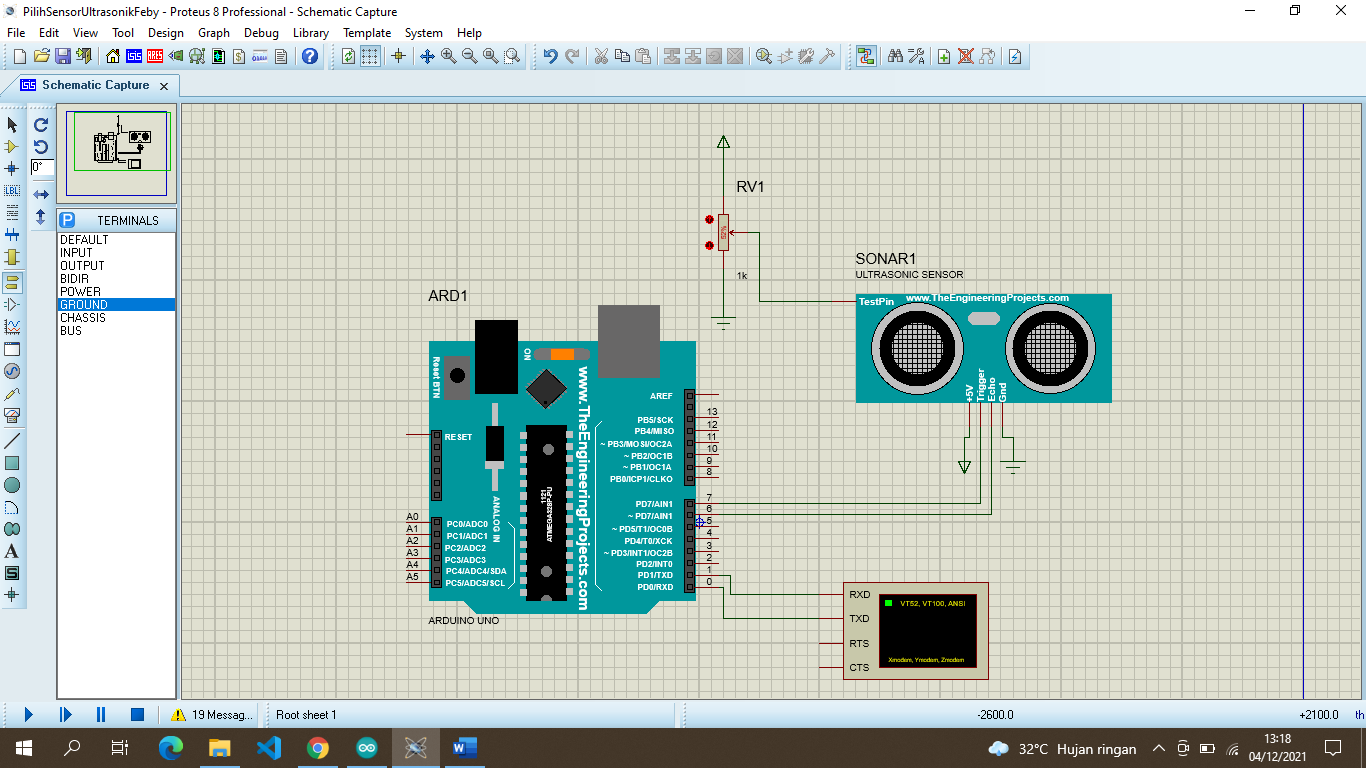 PilihSensorUltrasonikFeby - Proteus 8 Professional - Schematic Capture
File Edit View Tool Design Graph Debug Library Template System Help
Schematic Capture
0°
LBL
P TERMINALS
DEFAULT
INPUT
OUTPUT
BIDIR
POWER
GROUND
CHASSIS
BUS
RV1
52%
1k
SONAR1
ULTRASONIC SENSOR
TestPin
www.TheEngineeringProjects.com
+5V
Trigger
Echo
Gnd
ARD1
Reset BTN
ON
www.TheEngineeringProjects.com
AREF
PB5/SCK 13
PB4/MISO 12
~ PB3/MOSI/OC2A 11
~ PB2/OC1B 10
~ PB1/OC1A 9
PB0/ICP1/CLKO 8
RESET
1121
ATMEGA328P-PU
ANALOG IN
A0 PC0/ADC0
A1 PC1/ADC1
A2 PC2/ADC2
A3 PC3/ADC3
A4 PC4/ADC4/SDA
A5 PC5/ADC5/SCL
PD7/AIN1 7
~ PD7/AIN1 6
~ PD5/T1/OC0B 5
PD4/T0/XCK 4
~ PD3/INT1/OC2B 3
PD2/INT0 2
PD1/TXD 1
PD0/RXD 0
ARDUINO UNO
RXD
TXD
RTS
CTS
VT52, VT100, ANSI
Xmodem, Ymodem, Zmodem
19 Messag...
Root sheet 1
-2600.0
+2100.0
th
32°C Hujan ringan
13:18
04/12/2021